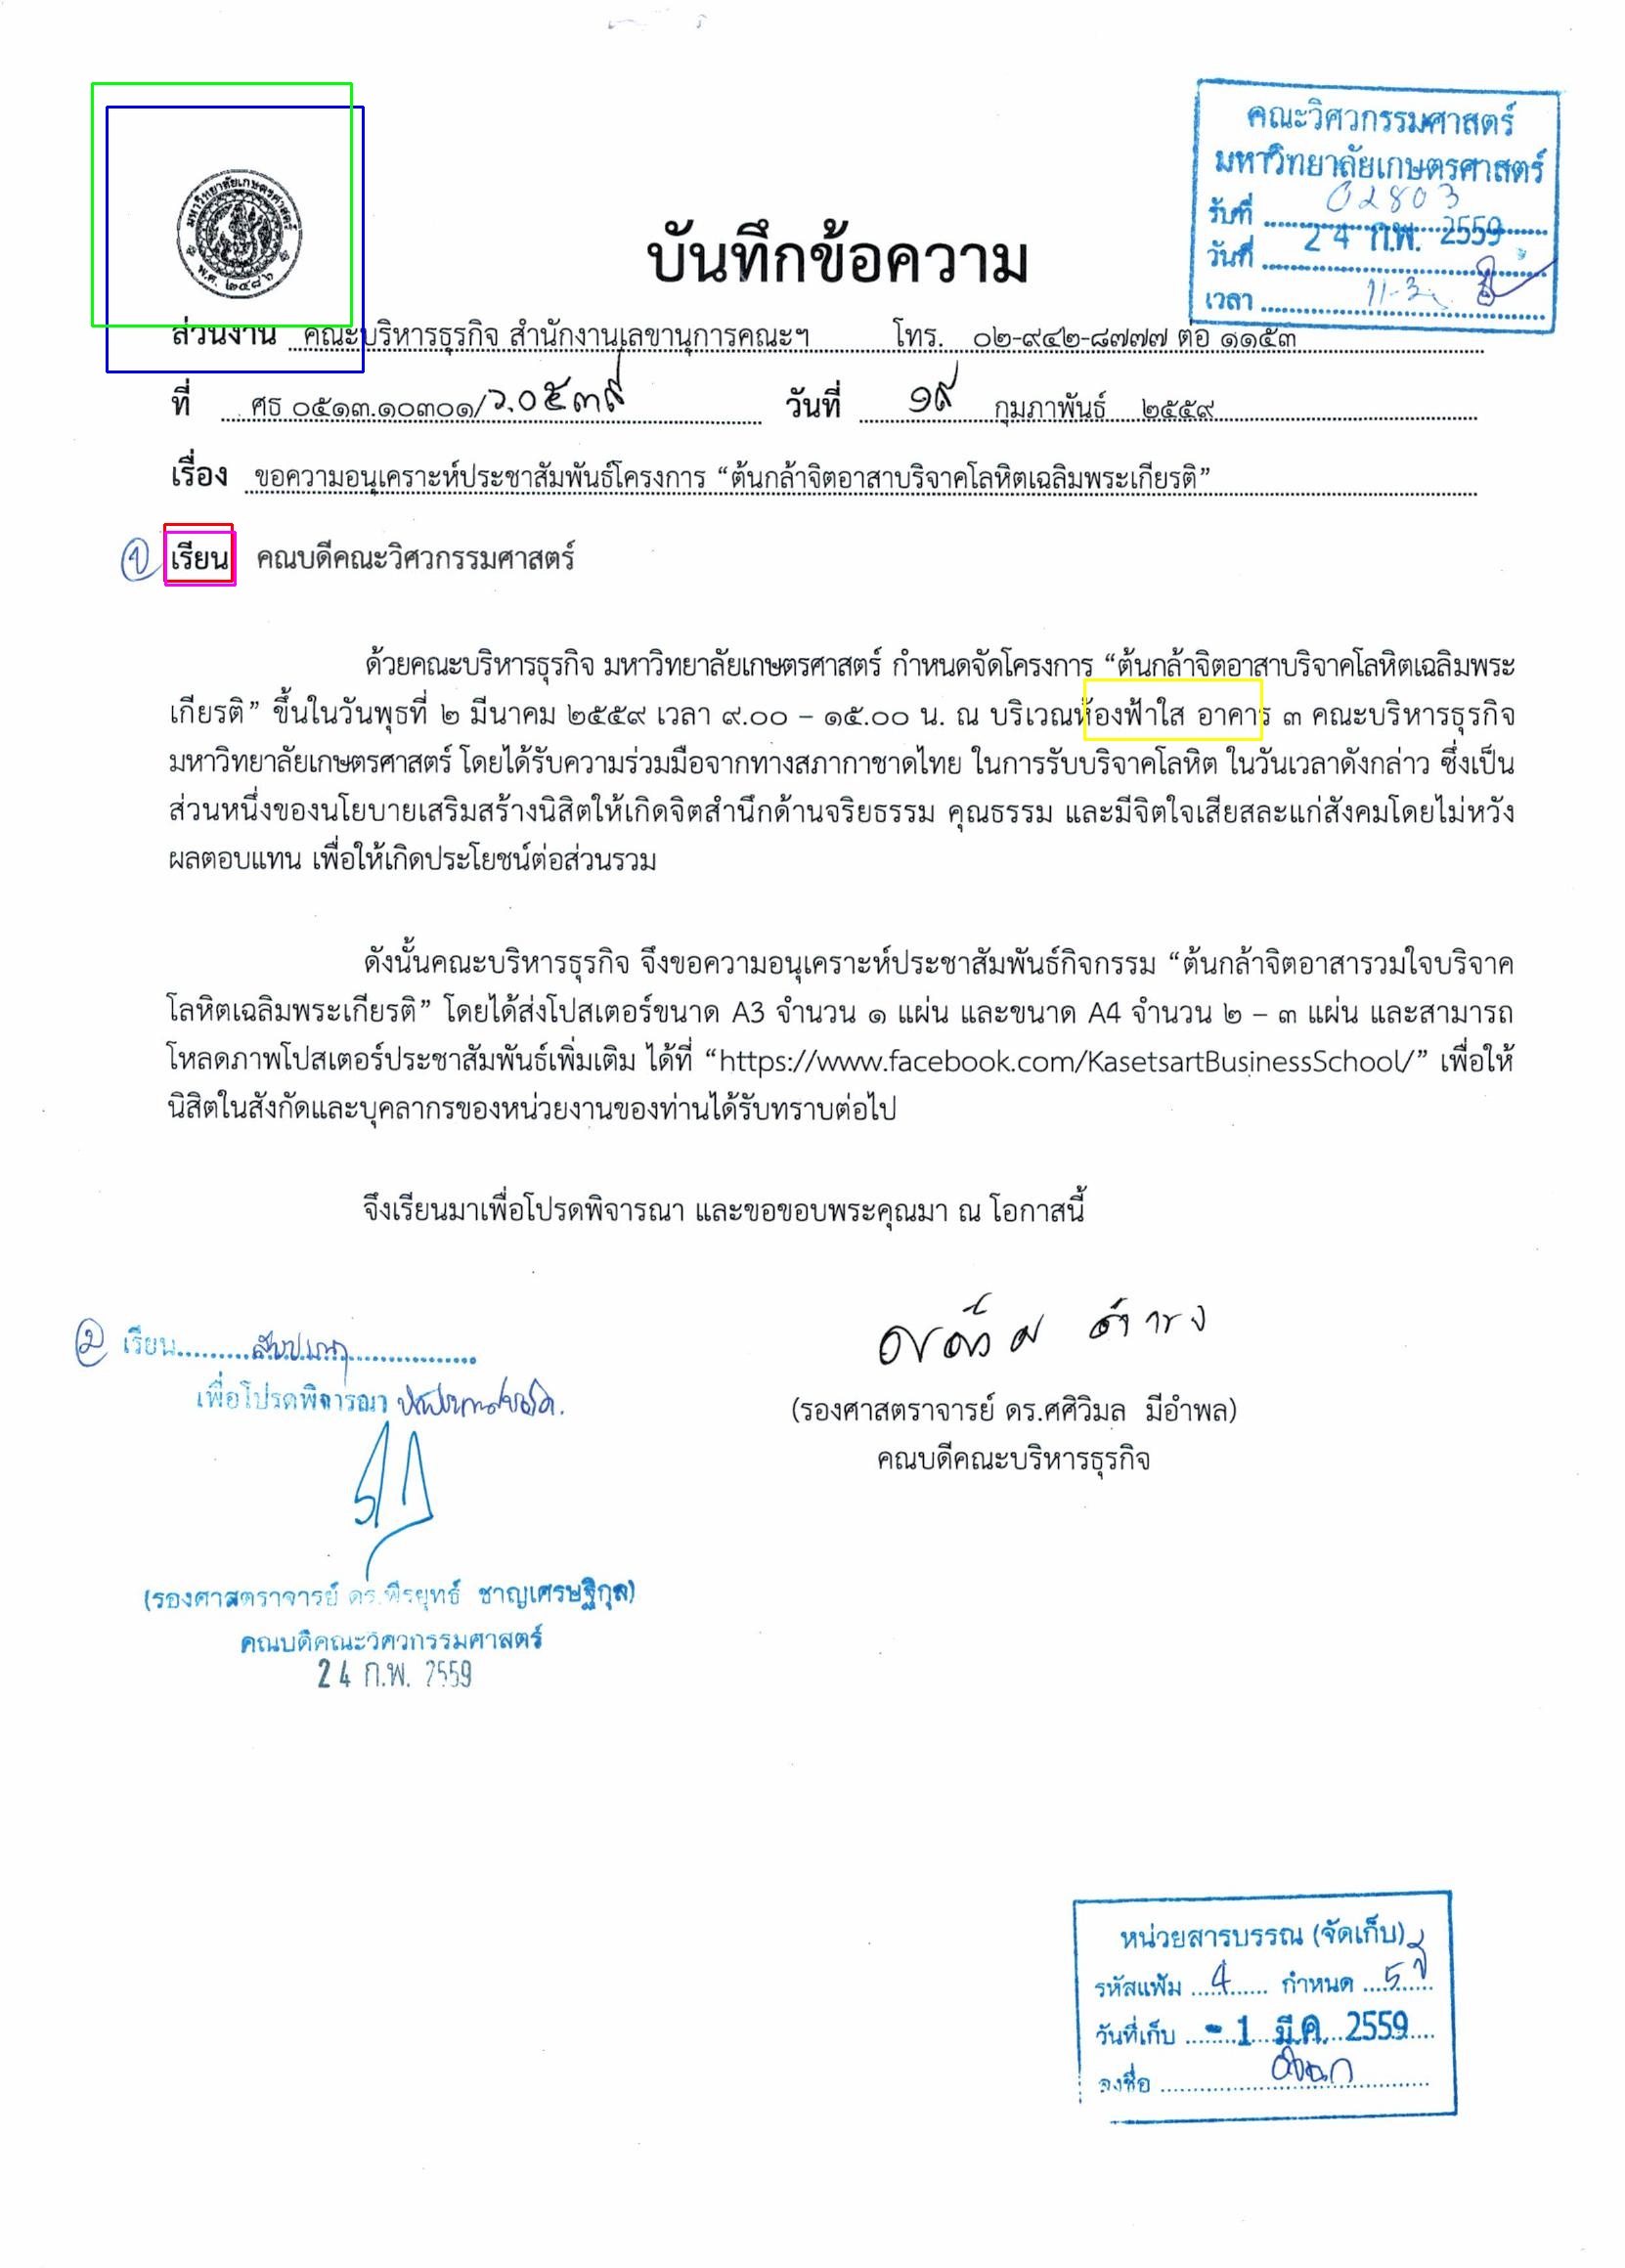 คณะวิศวกรรมศาสตร์
มหาวิทยาลัยเกษตรศาสตร์
รับที่ 02803
วันที่ 24 ก.พ. 2559
เวลา
มหาวิทยาลัยเกษตรศาสตร์
พ.ศ. ๒๔๘๖
บันทึกข้อความ
ส่วนงาน คณะบริหารธุรกิจ สำนักงานเลขานุการคณะฯ โทร. ๐๒-๙๔๒-๘๗๗๗ ต่อ ๑๑๕๓
ที่ ศธ ๐๕๑๓.๑๐๓๐๑/ว.๐๕๓๙ วันที่ ๑๙ กุมภาพันธ์ ๒๕๕๙
เรื่อง ขอความอนุเคราะห์ประชาสัมพันธ์โครงการ “ต้นกล้าจิตอาสาบริจาคโลหิตเฉลิมพระเกียรติ”
๑ เรียน คณบดีคณะวิศวกรรมศาสตร์
ด้วยคณะบริหารธุรกิจ มหาวิทยาลัยเกษตรศาสตร์ กำหนดจัดโครงการ “ต้นกล้าจิตอาสาบริจาคโลหิตเฉลิมพระ
เกียรติ” ขึ้นในวันพุธที่ ๒ มีนาคม ๒๕๕๙ เวลา ๙.๐๐ – ๑๕.๐๐ น. ณ บริเวณห้องฟ้าใส อาคาร ๓ คณะบริหารธุรกิจ
มหาวิทยาลัยเกษตรศาสตร์ โดยได้รับความร่วมมือจากทางสภากาชาดไทย ในการรับบริจาคโลหิต ในวันเวลาดังกล่าว ซึ่งเป็น
ส่วนหนึ่งของนโยบายเสริมสร้างนิสิตให้เกิดจิตสำนึกด้านจริยธรรม คุณธรรม และมีจิตใจเสียสละแก่สังคมโดยไม่หวัง
ผลตอบแทน เพื่อให้เกิดประโยชน์ต่อส่วนรวม
ดังนั้นคณะบริหารธุรกิจ จึงขอความอนุเคราะห์ประชาสัมพันธ์กิจกรรม “ต้นกล้าจิตอาสารวมใจบริจาค
โลหิตเฉลิมพระเกียรติ” โดยได้ส่งโปสเตอร์ขนาด A3 จำนวน ๑ แผ่น และขนาด A4 จำนวน ๒ – ๓ แผ่น และสามารถ
โหลดภาพโปสเตอร์ประชาสัมพันธ์เพิ่มเติม ได้ที่ “https://www.facebook.com/KasetsartBusinessSchool/” เพื่อให้
นิสิตในสังกัดและบุคลากรของหน่วยงานของท่านได้รับทราบต่อไป
จึงเรียนมาเพื่อโปรดพิจารณา และขอขอบพระคุณมา ณ โอกาสนี้
(รองศาสตราจารย์ ดร.ศศิวิมล มีอำพล)
คณบดีคณะบริหารธุรกิจ
๒ เรียน
เพื่อโปรดพิจารณา
(รองศาสตราจารย์ ดร.พีรยุทธ์ ชาญเศรษฐิกุล)
คณบดีคณะวิศวกรรมศาสตร์
24 ก.พ. 2559
หน่วยสารบรรณ (จัดเก็บ)
รหัสแฟ้ม 4 กำหนด 5 ปี
วันที่เก็บ - 1 มี.ค. 2559
ลงชื่อ